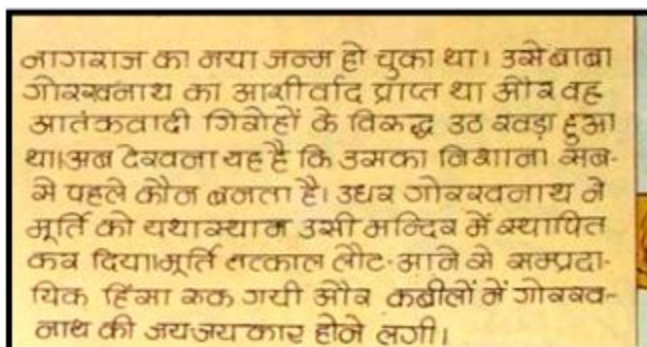 नागराज का नया जन्म हो चुका था। उसे बाबा
गोरखनाथ का आशीर्वाद प्राप्त था और वह
आतंकवादी गिरोहों के विरुद्ध उठ खड़ा हुआ
था।अब देखना यह है कि उसका निशाना सब-
से पहले कौन बनता है। उधर गोरखनाथ ने
मूर्ति को यथास्थान उसी मन्दिर में स्थापित
कर दिया।मूर्ति तत्काल लौट-आने से सम्प्रदा-
यिक हिंसा रुक गयी और कबीलों में गोरख-
नाथ की जयजयकार होने लगी।